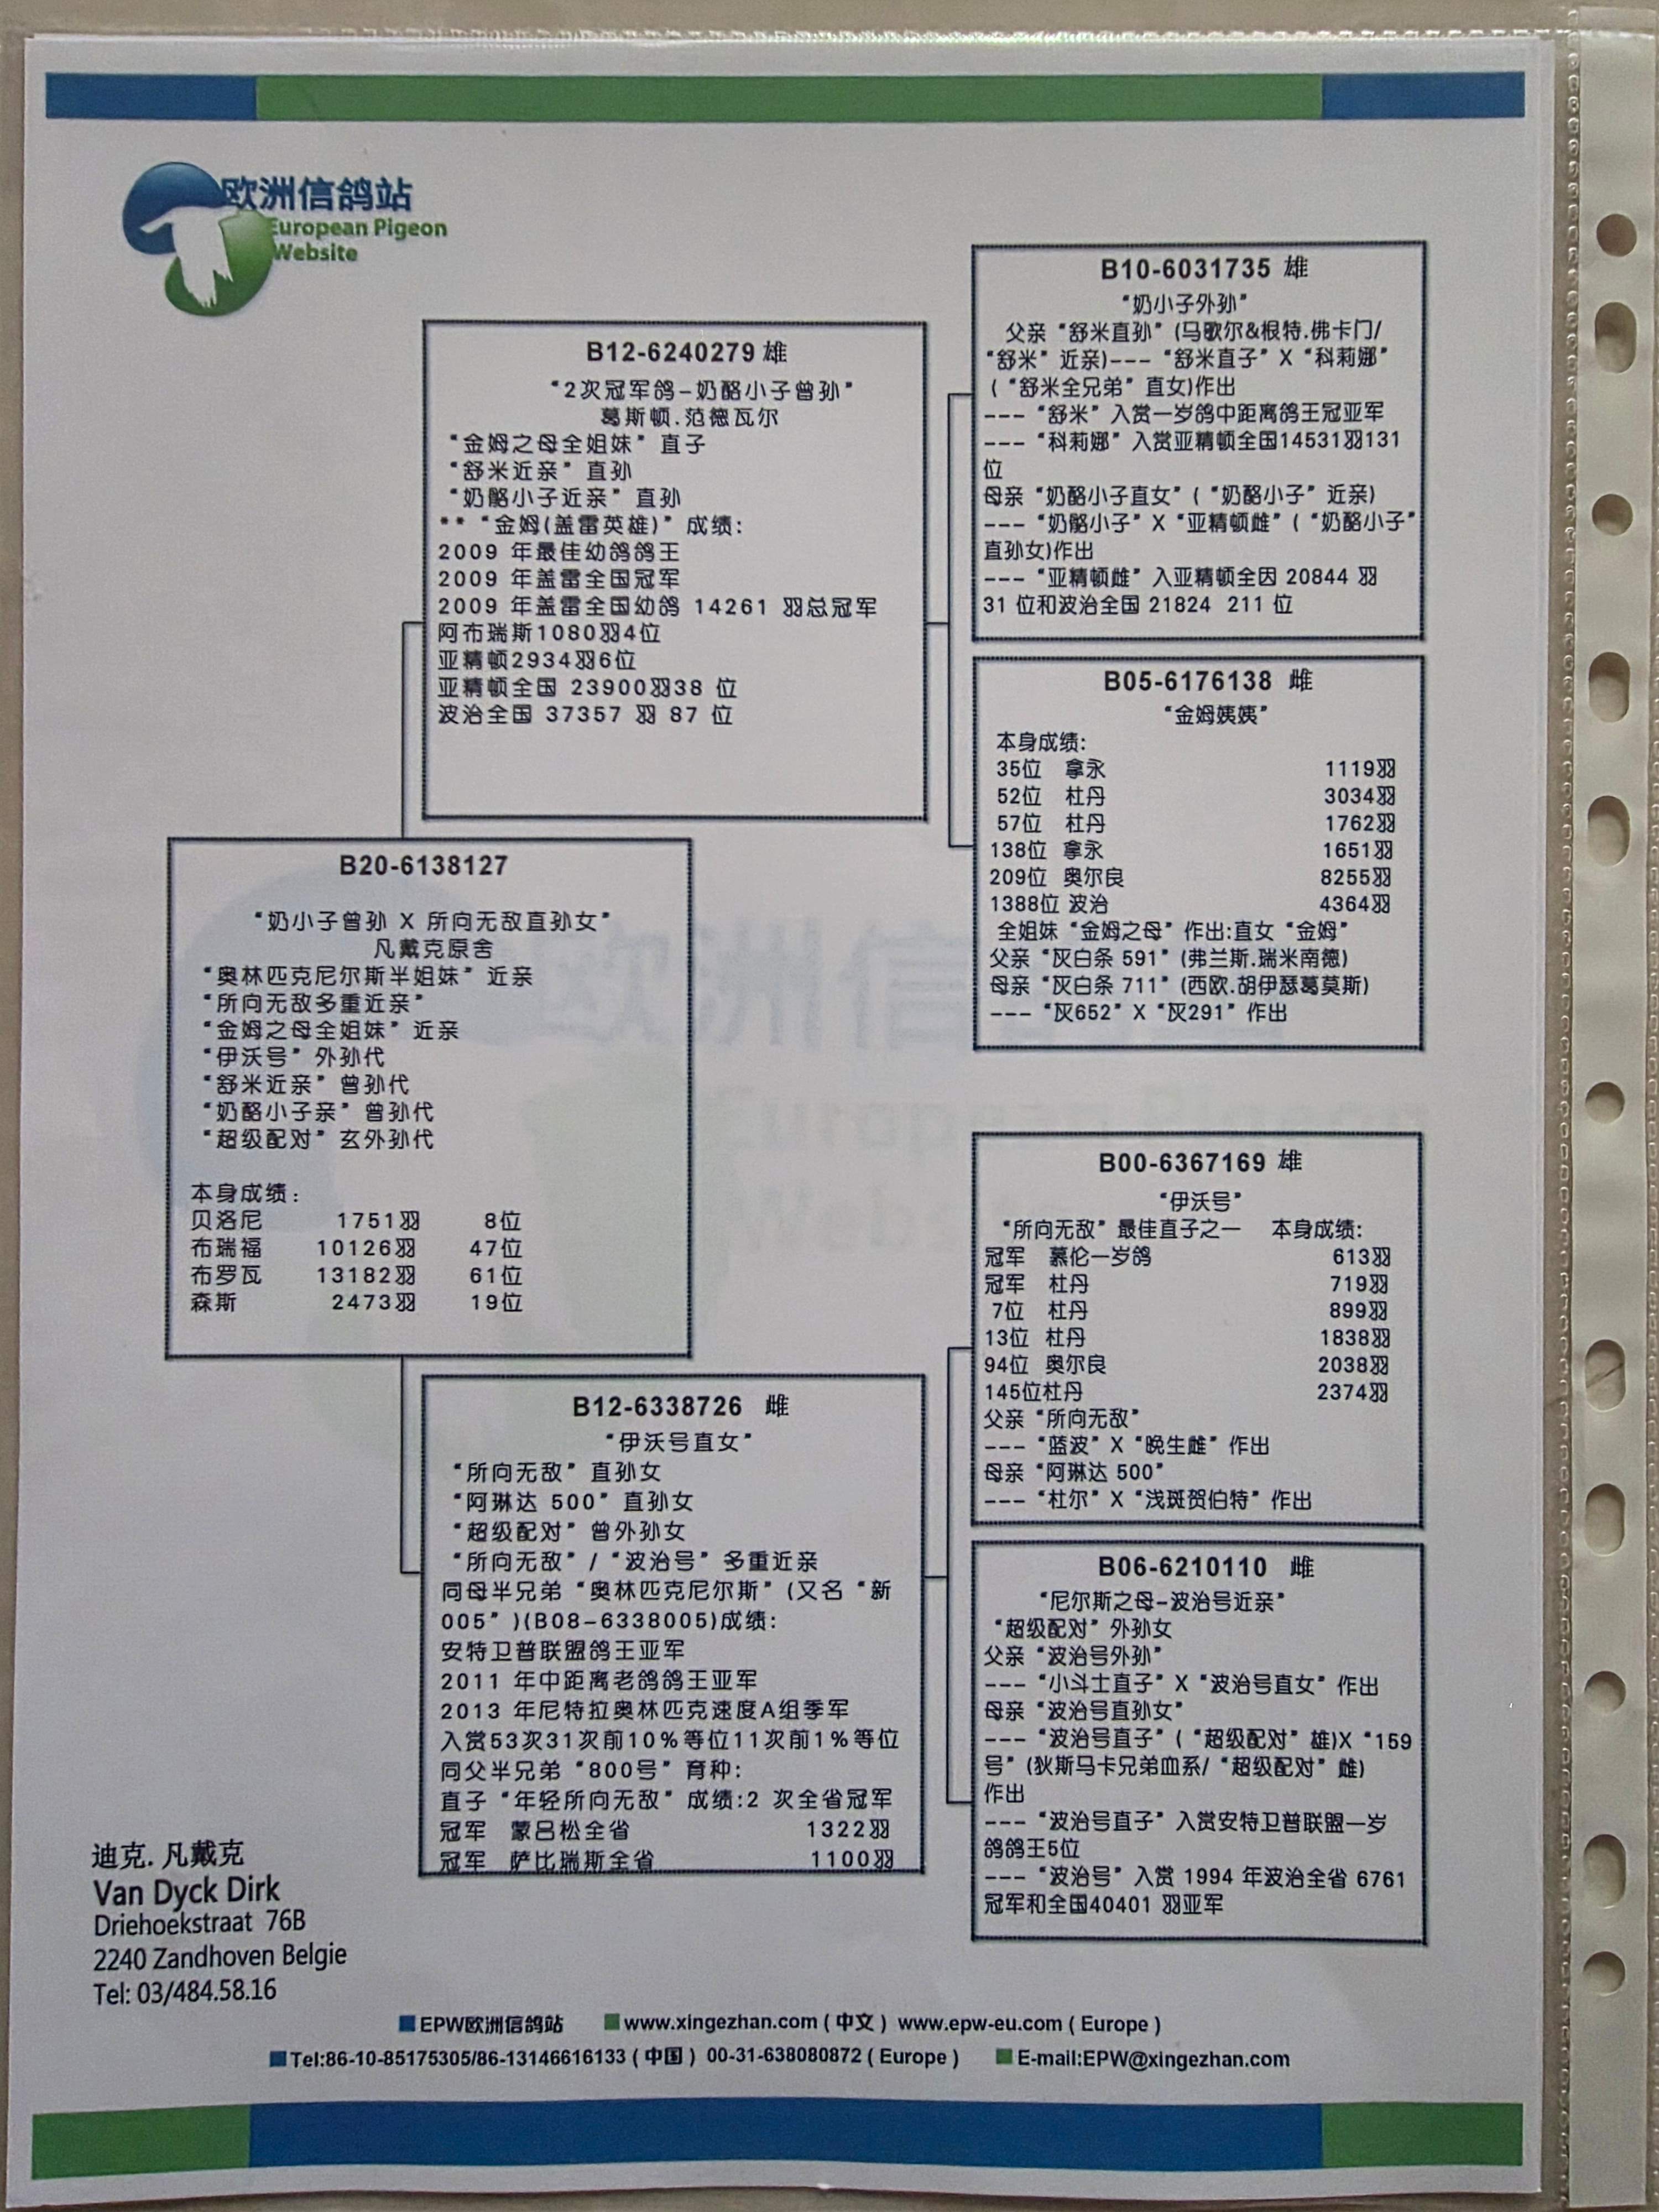 欧洲信鸽站
European Pigeon
Website
B12-6240279 雄
“2次冠军鸽-奶酪小子曾孙”
葛斯顿.范德瓦尔
“金姆之母全姐妹” 直子
“舒米近亲” 直孙
“奶酪小子近亲” 直孙
** “金姆(盖雷英雄)” 成绩:
2009 年最佳幼鸽鸽王
2009 年盖雷全国冠军
2009 年盖雷全国幼鸽 14261 羽总冠军
阿布瑞斯1080羽4位
亚精顿2934羽6位
亚精顿全国 23900羽38 位
波治全国 37357 羽 87 位
B10-6031735 雄
“奶小子外孙”
父亲 “舒米直孙” (马歇尔&根特.佛卡门/
“舒米” 近亲)--- “舒米直子” X “科莉娜”
( “舒米全兄弟” 直女)作出
--- “舒米” 入赏一岁鸽中距离鸽王冠亚军
--- “科莉娜” 入赏亚精顿全国14531羽131
位
母亲 “奶酪小子直女” ( “奶酪小子” 近亲)
--- “奶酪小子” X “亚精顿雌” ( “奶酪小子”
直孙女)作出
--- “亚精顿雌” 入亚精顿全因 20844 羽
31 位和波治全国 21824 211 位
B05-6176138 雌
“金姆姨姨”
本身成绩:
35位 拿永 1119羽
52位 杜丹 3034羽
57位 杜丹 1762羽
138位 拿永 1651羽
209位 奥尔良 8255羽
1388位 波治 4364羽
全姐妹 “金姆之母” 作出:直女 “金姆”
父亲 “灰白条 591” (弗兰斯.瑞米南德)
母亲 “灰白条 711” (西欧.胡伊瑟葛莫斯)
--- “灰652” X “灰291” 作出
B20-6138127
“奶小子曾孙 X 所向无敌直孙女”
凡戴克原舍
“奥林匹克尼尔斯半姐妹” 近亲
“所向无敌多重近亲”
“金姆之母全姐妹” 近亲
“伊沃号” 外孙代
“舒米近亲” 曾孙代
“奶酪小子亲” 曾孙代
“超级配对” 玄外孙代
本身成绩:
贝洛尼 1751羽 8位
布瑞福 10126羽 47位
布罗瓦 13182羽 61位
森斯 2473羽 19位
B12-6338726 雌
“伊沃号直女”
“所向无敌” 直孙女
“阿琳达 500” 直孙女
“超级配对” 曾外孙女
“所向无敌” / “波治号” 多重近亲
同母半兄弟 “奥林匹克尼尔斯” (又名 “新
005” )(B08-6338005)成绩:
安特卫普联盟鸽王亚军
2011 年中距离老鸽鸽王亚军
2013 年尼特拉奥林匹克速度A组季军
入赏53次31次前10%等位11次前1%等位
同父半兄弟 “800号” 育种:
直子 “年轻所向无敌” 成绩:2 次全省冠军
冠军 蒙吕松全省 1322羽
冠军 萨比瑞斯全省 1100羽
B00-6367169 雄
“伊沃号”
“所向无敌” 最佳直子之一 本身成绩:
冠军 慕伦一岁鸽 613羽
冠军 杜丹 719羽
7位 杜丹 899羽
13位 杜丹 1838羽
94位 奥尔良 2038羽
145位杜丹 2374羽
父亲 “所向无敌”
--- “蓝波” X “晚生雌” 作出
母亲 “阿琳达 500”
--- “杜尔” X “浅斑贺伯特” 作出
B06-6210110 雌
“尼尔斯之母-波治号近亲”
“超级配对” 外孙女
父亲 “波治号外孙”
--- “小斗士直子” X “波治号直女” 作出
母亲 “波治号直孙女”
--- “波治号直子” ( “超级配对” 雄)X “159
号” (狄斯马卡兄弟血系/ “超级配对” 雌)
作出
--- “波治号直子” 入赏安特卫普联盟一岁
鸽鸽王5位
--- “波治号” 入赏 1994 年波治全省 6761
冠军和全国40401 羽亚军
迪克. 凡戴克
Van Dyck Dirk
Driehoekstraat 76B
2240 Zandhoven Belgie
Tel: 03/484.58.16
EPW欧洲信鸽站 www.xingezhan.com ( 中文 ) www.epw-eu.com ( Europe )
Tel:86-10-85175305/86-13146616133 ( 中国 ) 00-31-638080872 ( Europe ) E-mail:EPW@xingezhan.com